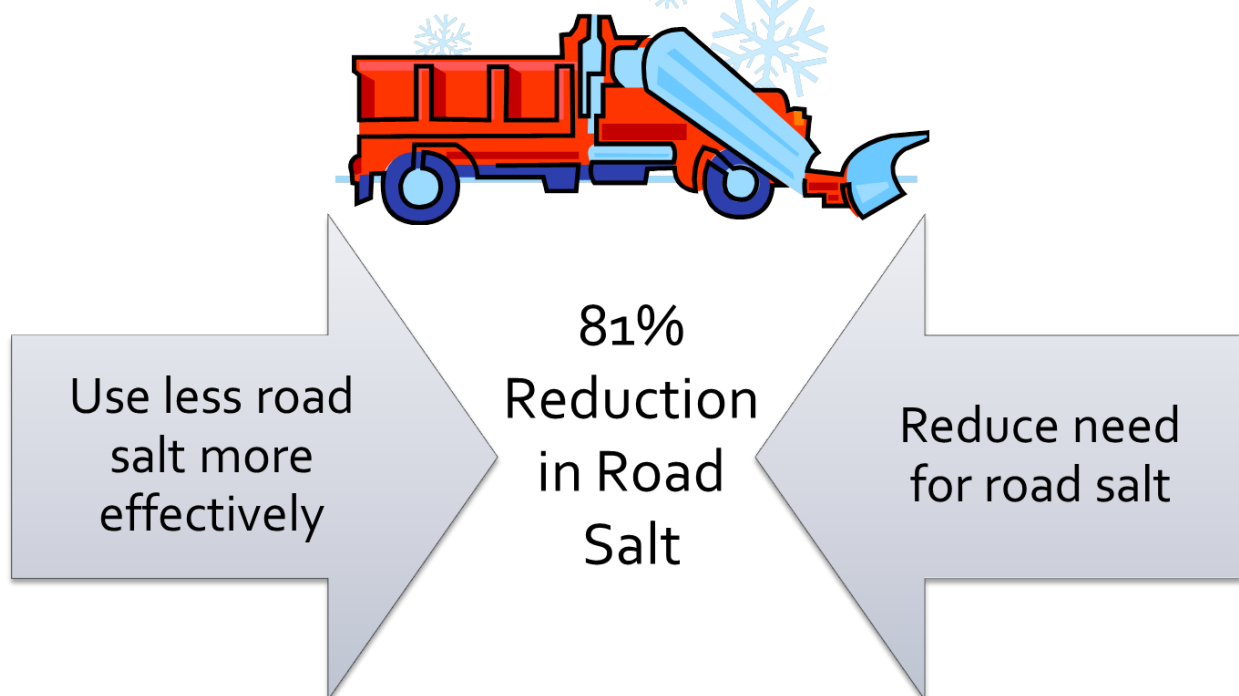 Use less road
salt more
effectively
81%
Reduction
in Road
Salt
Reduce need
for road salt